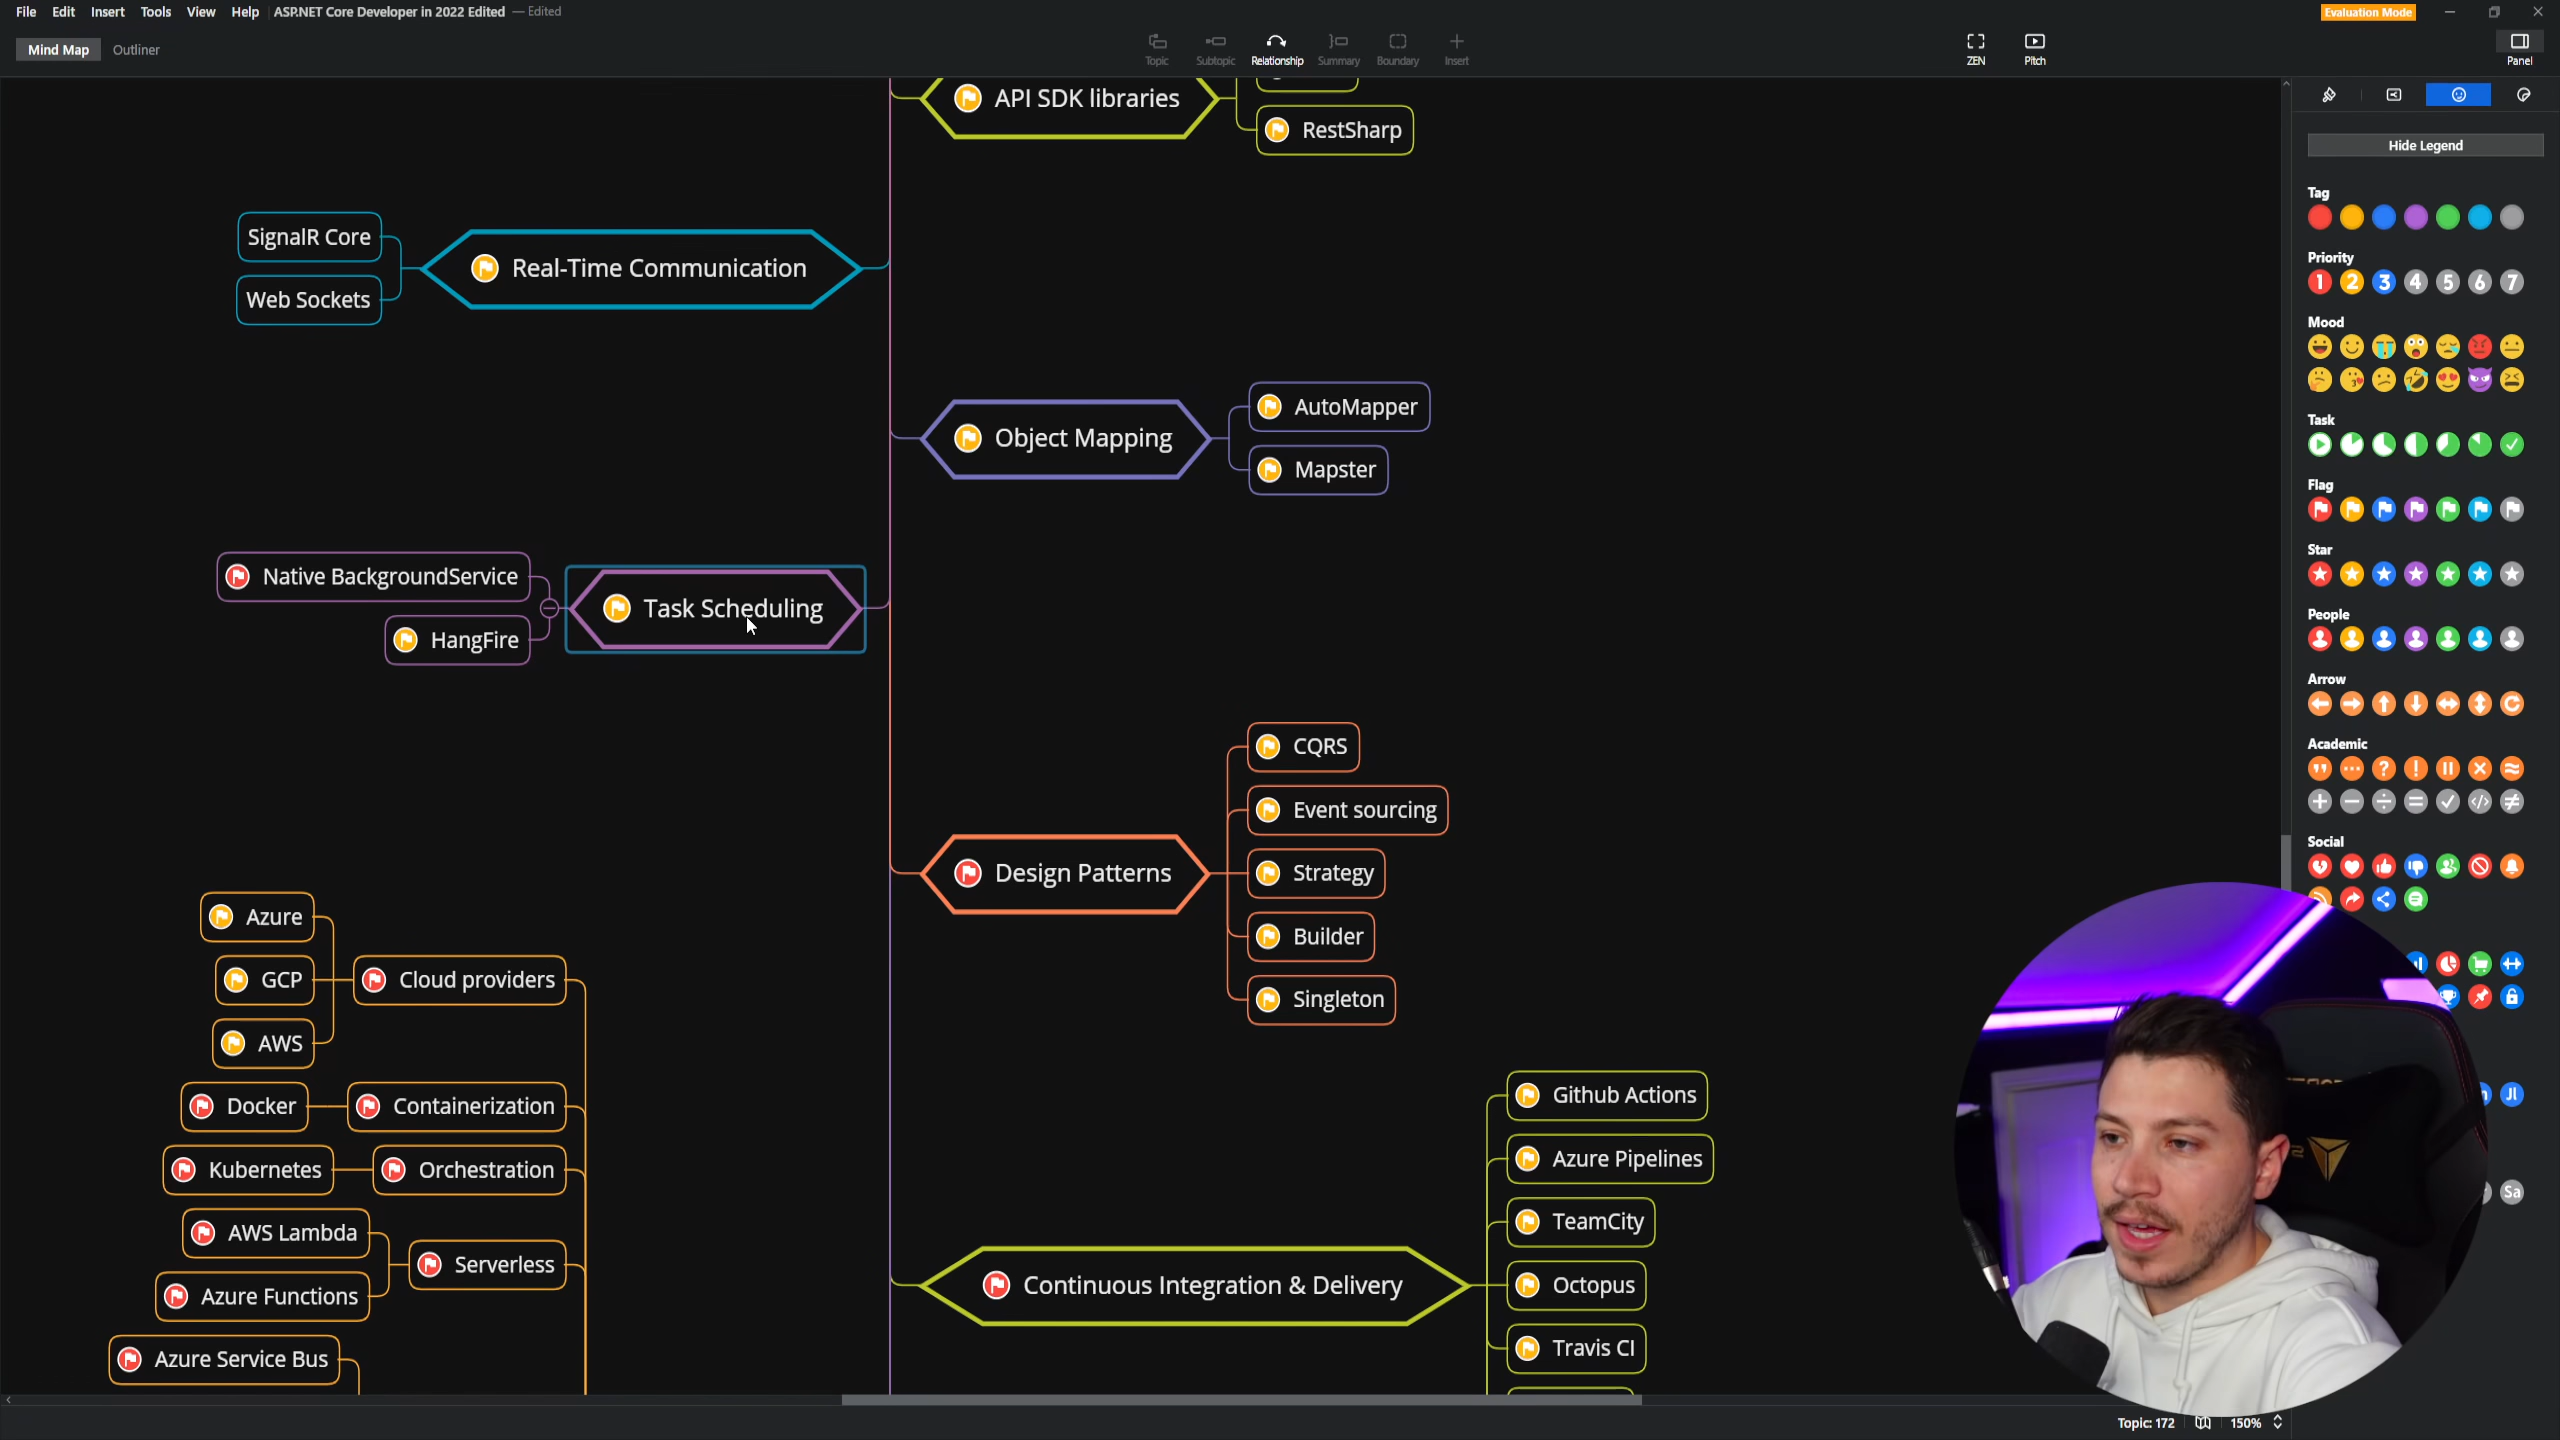 File Edit Insert Tools View Help ASP.NET Core Developer in 2022 Edited — Edited
Evaluation Mode
Mind Map Outliner
Topic Subtopic Relationship Summary Boundary Insert
ZEN Pitch
Panel
API SDK libraries
RestSharp
SignalR Core
Web Sockets
Real-Time Communication
Object Mapping
AutoMapper
Mapster
Native BackgroundService
HangFire
Task Scheduling
Design Patterns
CQRS
Event sourcing
Strategy
Builder
Singleton
Azure
GCP
AWS
Cloud providers
Docker
Containerization
Kubernetes
Orchestration
AWS Lambda
Azure Functions
Serverless
Azure Service Bus
Continuous Integration & Delivery
Github Actions
Azure Pipelines
TeamCity
Octopus
Travis CI
Hide Legend
Tag
Priority
1 2 3 4 5 6 7
Mood
Task
Flag
Star
People
Arrow
Academic
Social
Jl
Sa
Topic: 172 150%